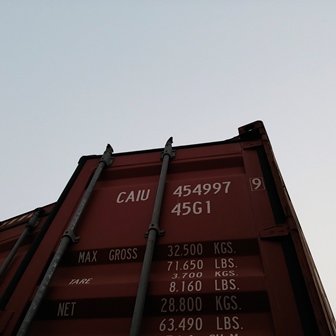 CAIU 454997 9
45G1
MAX GROSS 32.500 KGS.
71.650 LBS.
TARE 3.700 KGS.
8.160 LBS.
NET 28.800 KGS.
63.490 LBS.